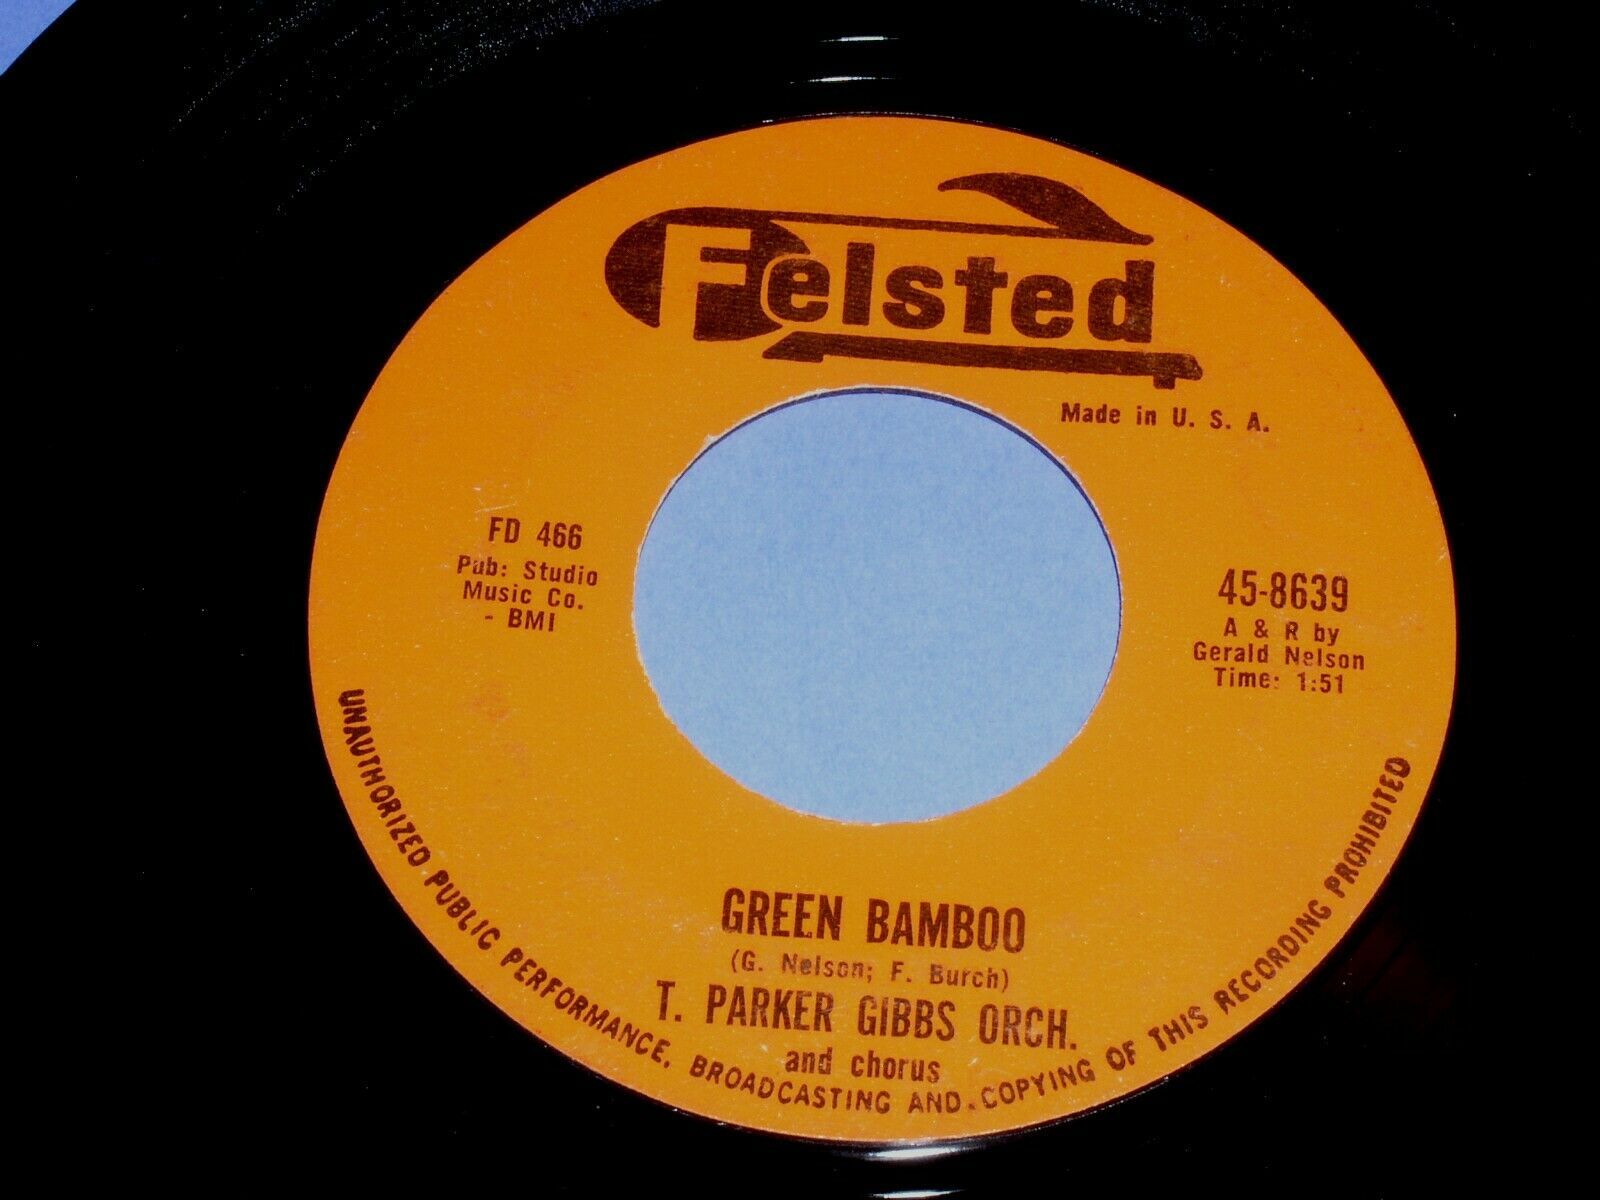 Felsted
Made in U. S. A.
FD 466
Pub: Studio
Music Co.
- BMI
45-8639
A & R by
Gerald Nelson
Time: 1:51
GREEN BAMBOO
(G. Nelson; F. Burch)
T. PARKER GIBBS ORCH.
and chorus
UNAUTHORIZED PUBLIC PERFORMANCE, BROADCASTING AND COPYING OF THIS RECORDING PROHIBITED